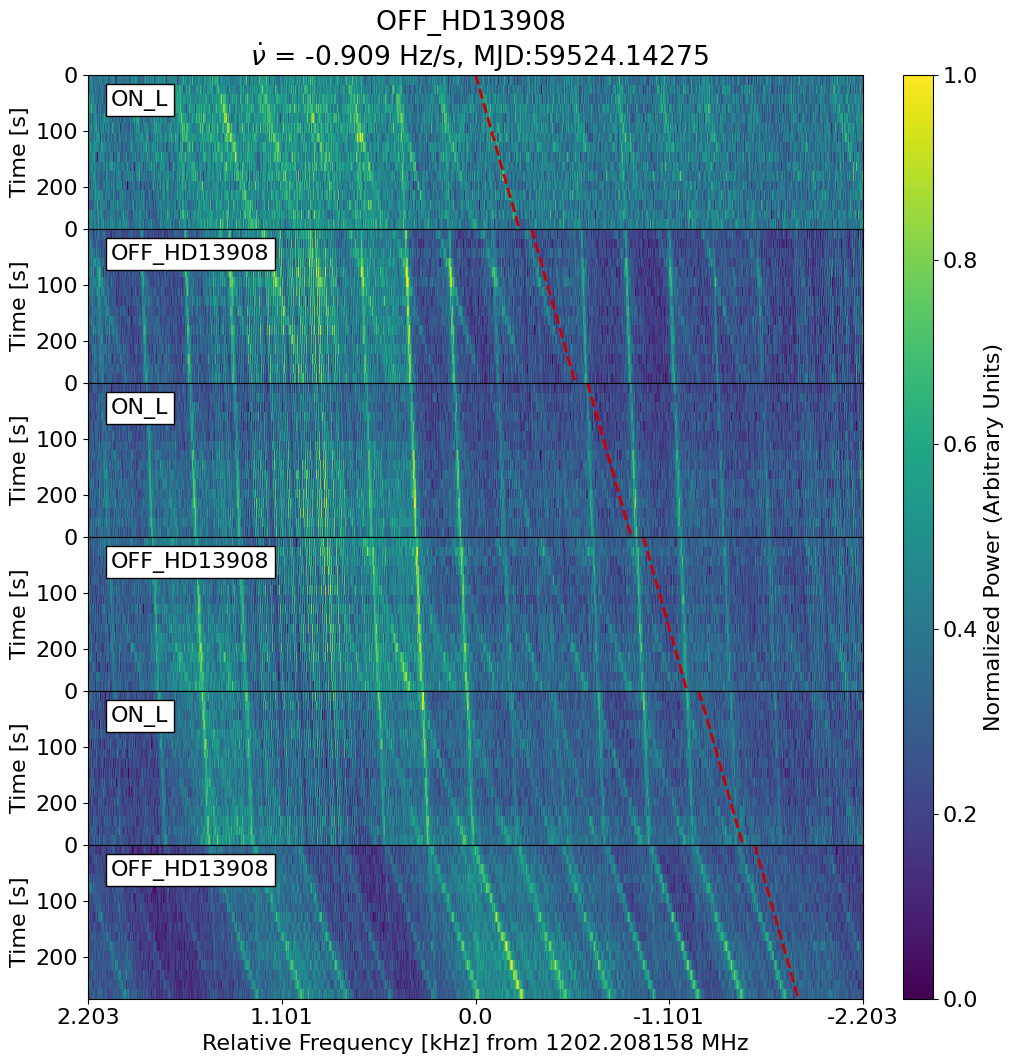 OFF_HD13908
ν̇ = -0.909 Hz/s, MJD:59524.14275
0
ON_L
100
200
Time [s]
0
OFF_HD13908
100
200
Time [s]
0
ON_L
100
200
Time [s]
0
OFF_HD13908
100
200
Time [s]
0
ON_L
100
200
Time [s]
0
OFF_HD13908
100
200
Time [s]
2.203 1.101 0.0 -1.101 -2.203
Relative Frequency [kHz] from 1202.208158 MHz
1.0
0.8
0.6
0.4
0.2
0.0
Normalized Power (Arbitrary Units)